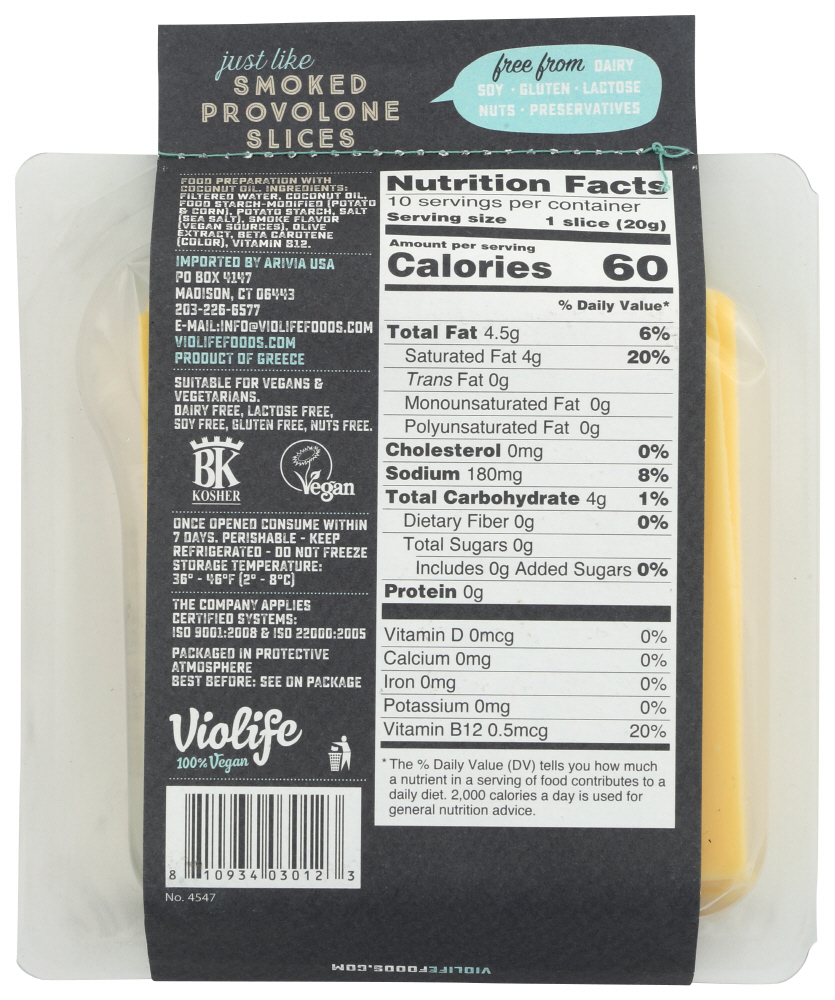 just like
SMOKED
PROVOLONE
SLICES
free from DAIRY
SOY · GLUTEN · LACTOSE
NUTS · PRESERVATIVES
FOOD PREPARATION WITH
COCONUT OIL. INGREDIENTS:
FILTERED WATER, COCONUT OIL,
FOOD STARCH-MODIFIED (POTATO
& CORN), POTATO STARCH, SALT
(SEA SALT), SMOKE FLAVOR
(VEGAN SOURCES), OLIVE
EXTRACT, BETA CAROTENE
(COLOR), VITAMIN B12.
IMPORTED BY ARIVIA USA
PO BOX 4147
MADISON, CT 06443
203-226-6577
E-MAIL:INFO@VIOLIFEFOODS.COM
VIOLIFEFOODS.COM
PRODUCT OF GREECE
SUITABLE FOR VEGANS &
VEGETARIANS.
DAIRY FREE, LACTOSE FREE,
SOY FREE, GLUTEN FREE, NUTS FREE.
BK
KOSHER
Vegan
ONCE OPENED CONSUME WITHIN
7 DAYS. PERISHABLE - KEEP
REFRIGERATED - DO NOT FREEZE
STORAGE TEMPERATURE:
36° - 46°F (2° - 8°C)
THE COMPANY APPLIES
CERTIFIED SYSTEMS:
ISO 9001:2008 & ISO 22000:2005
PACKAGED IN PROTECTIVE
ATMOSPHERE
BEST BEFORE: SEE ON PACKAGE
Violife
100% Vegan
8 10934 03012 3
No. 4547
Nutrition Facts
10 servings per container
Serving size 1 slice (20g)
Amount per serving
Calories 60
% Daily Value*
Total Fat 4.5g 6%
Saturated Fat 4g 20%
Trans Fat 0g
Monounsaturated Fat 0g
Polyunsaturated Fat 0g
Cholesterol 0mg 0%
Sodium 180mg 8%
Total Carbohydrate 4g 1%
Dietary Fiber 0g 0%
Total Sugars 0g
Includes 0g Added Sugars 0%
Protein 0g
Vitamin D 0mcg 0%
Calcium 0mg 0%
Iron 0mg 0%
Potassium 0mg 0%
Vitamin B12 0.5mcg 20%
* The % Daily Value (DV) tells you how much
a nutrient in a serving of food contributes to a
daily diet. 2,000 calories a day is used for
general nutrition advice.
VIOLIFEFOODS.COM